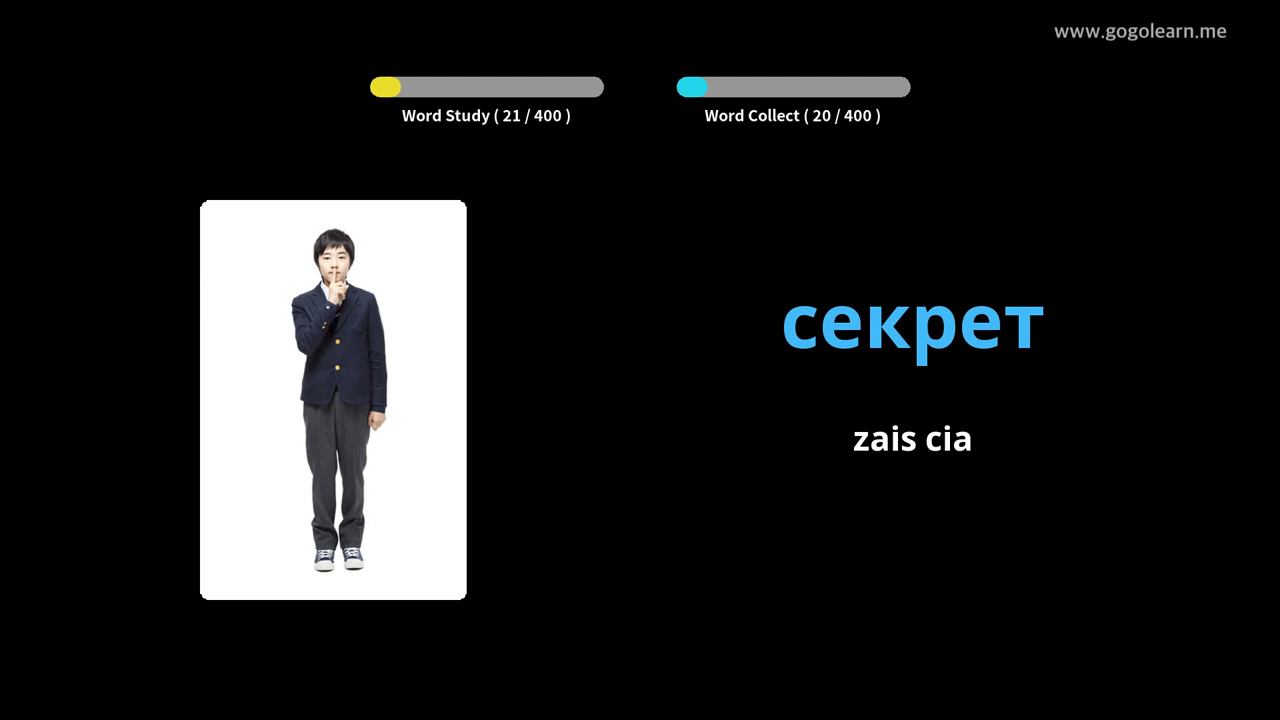 www.gogolearn.me
Word Study ( 21 / 400 )
Word Collect ( 20 / 400 )
секрет
zais cia